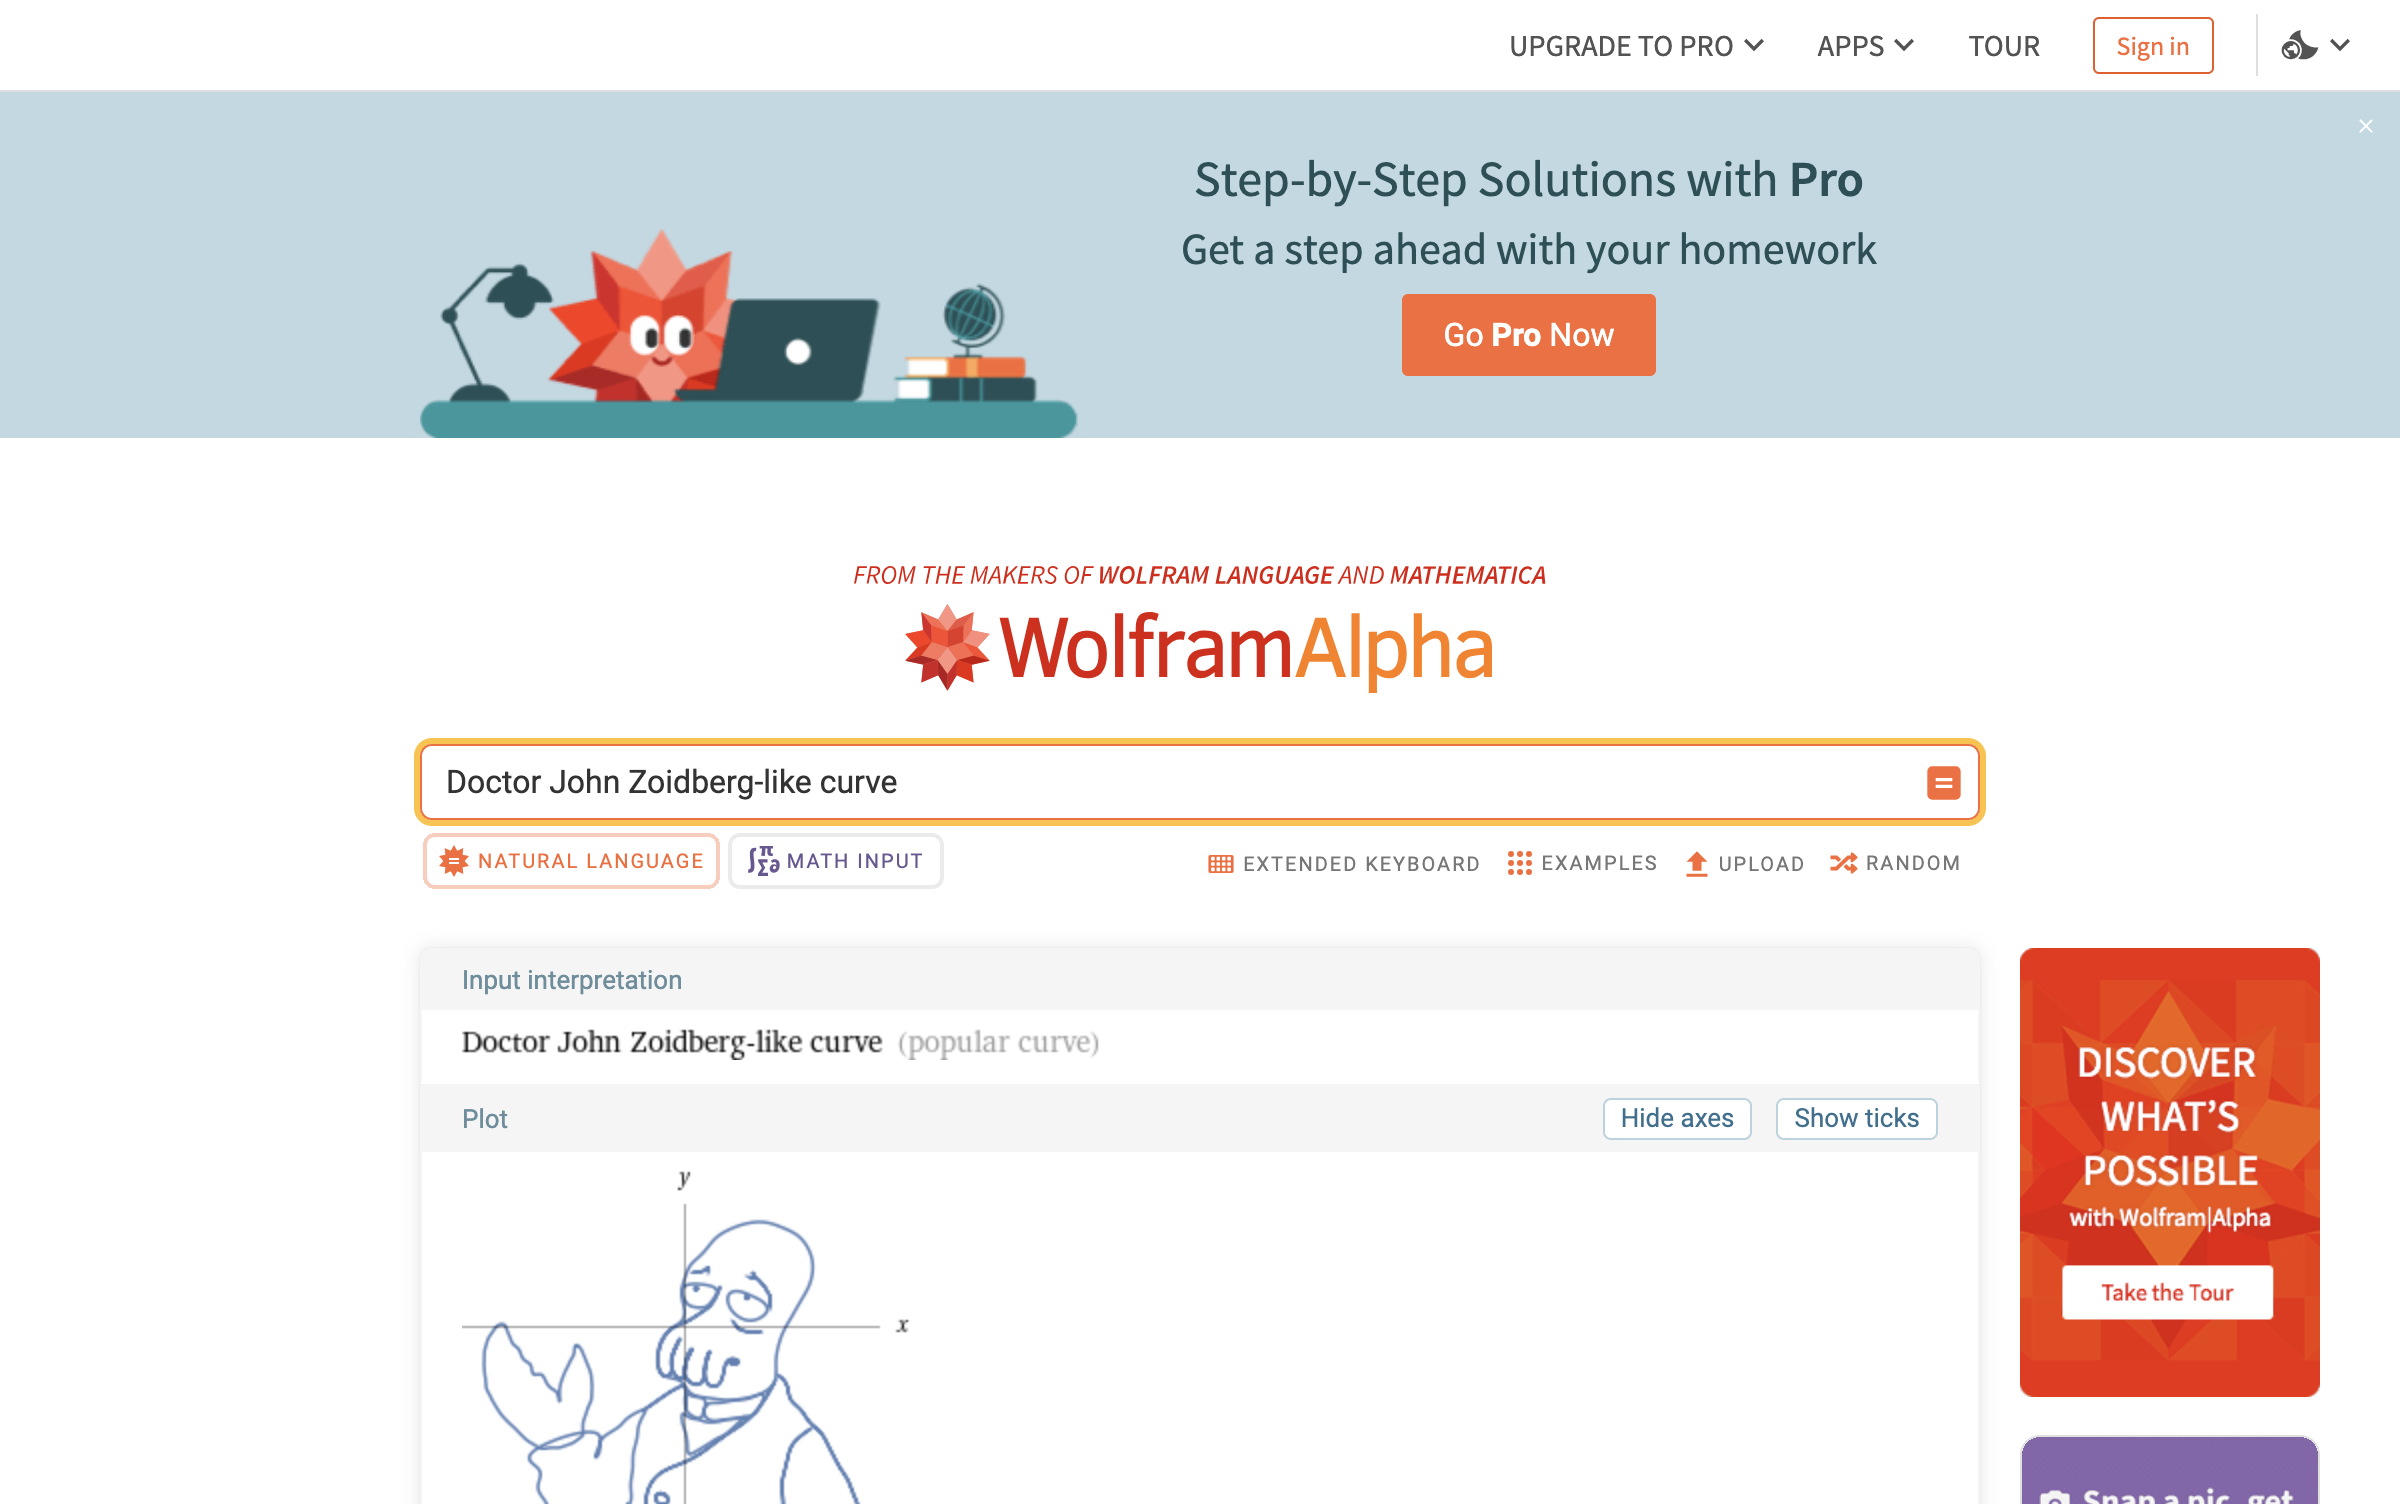 UPGRADE TO PRO APPS TOUR Sign in
Step-by-Step Solutions with Pro
Get a step ahead with your homework
Go Pro Now
FROM THE MAKERS OF WOLFRAM LANGUAGE AND MATHEMATICA
WolframAlpha
Doctor John Zoidberg-like curve
=
NATURAL LANGUAGE ∫π Σ∂ MATH INPUT EXTENDED KEYBOARD EXAMPLES UPLOAD RANDOM
Input interpretation
Doctor John Zoidberg-like curve (popular curve)
Plot Hide axes Show ticks
y
x
DISCOVER
WHAT'S
POSSIBLE
with Wolfram|Alpha
Take the Tour
Snap a pic, get